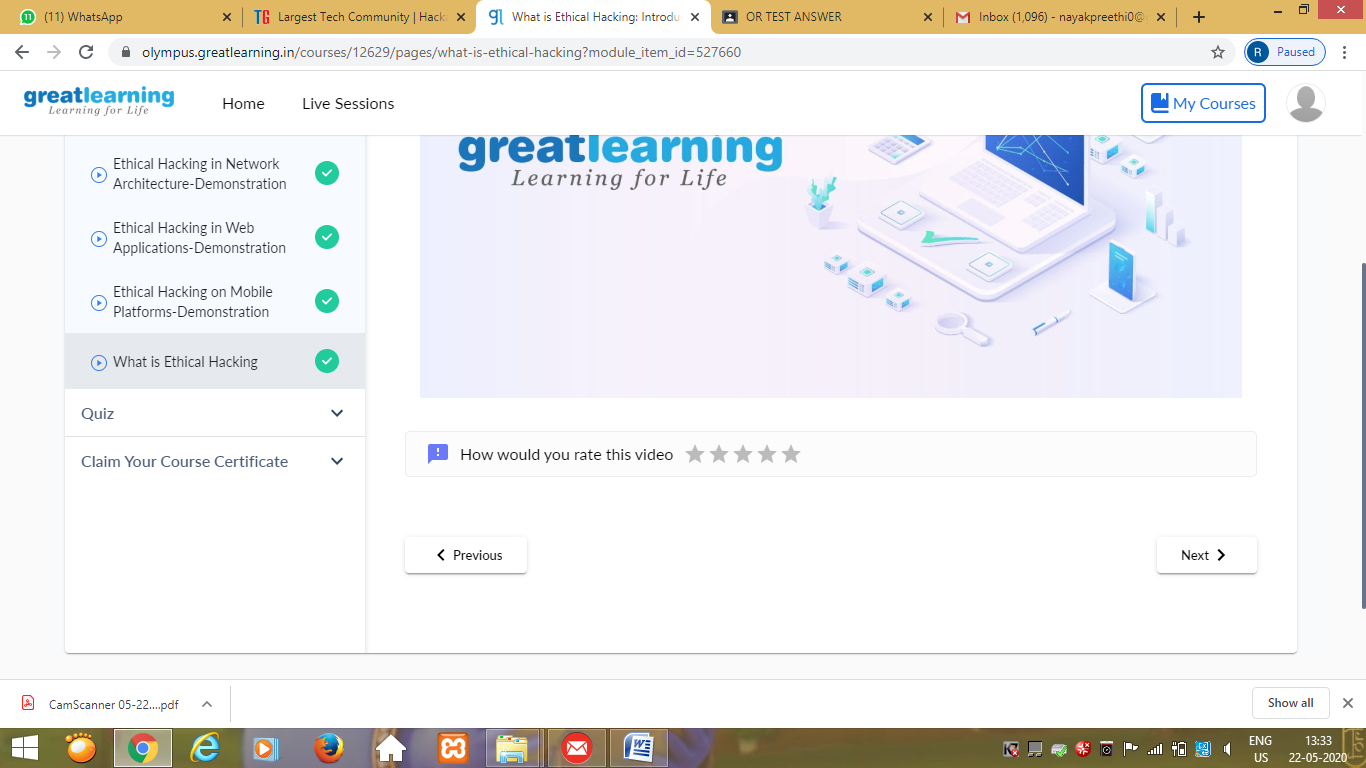 (11) WhatsApp
Largest Tech Community | Hack
What is Ethical Hacking: Introdu
OR TEST ANSWER
Inbox (1,096) - nayakpreethi0@
olympus.greatlearning.in/courses/12629/pages/what-is-ethical-hacking?module_item_id=527660
R Paused
greatlearning
Learning for Life
Home
Live Sessions
My Courses
Ethical Hacking in Network
Architecture-Demonstration
Ethical Hacking in Web
Applications-Demonstration
Ethical Hacking on Mobile
Platforms-Demonstration
What is Ethical Hacking
Quiz
Claim Your Course Certificate
greatlearning
Learning for Life
How would you rate this video
Previous
Next
CamScanner 05-22....pdf
Show all
ENG
US
13:33
22-05-2020